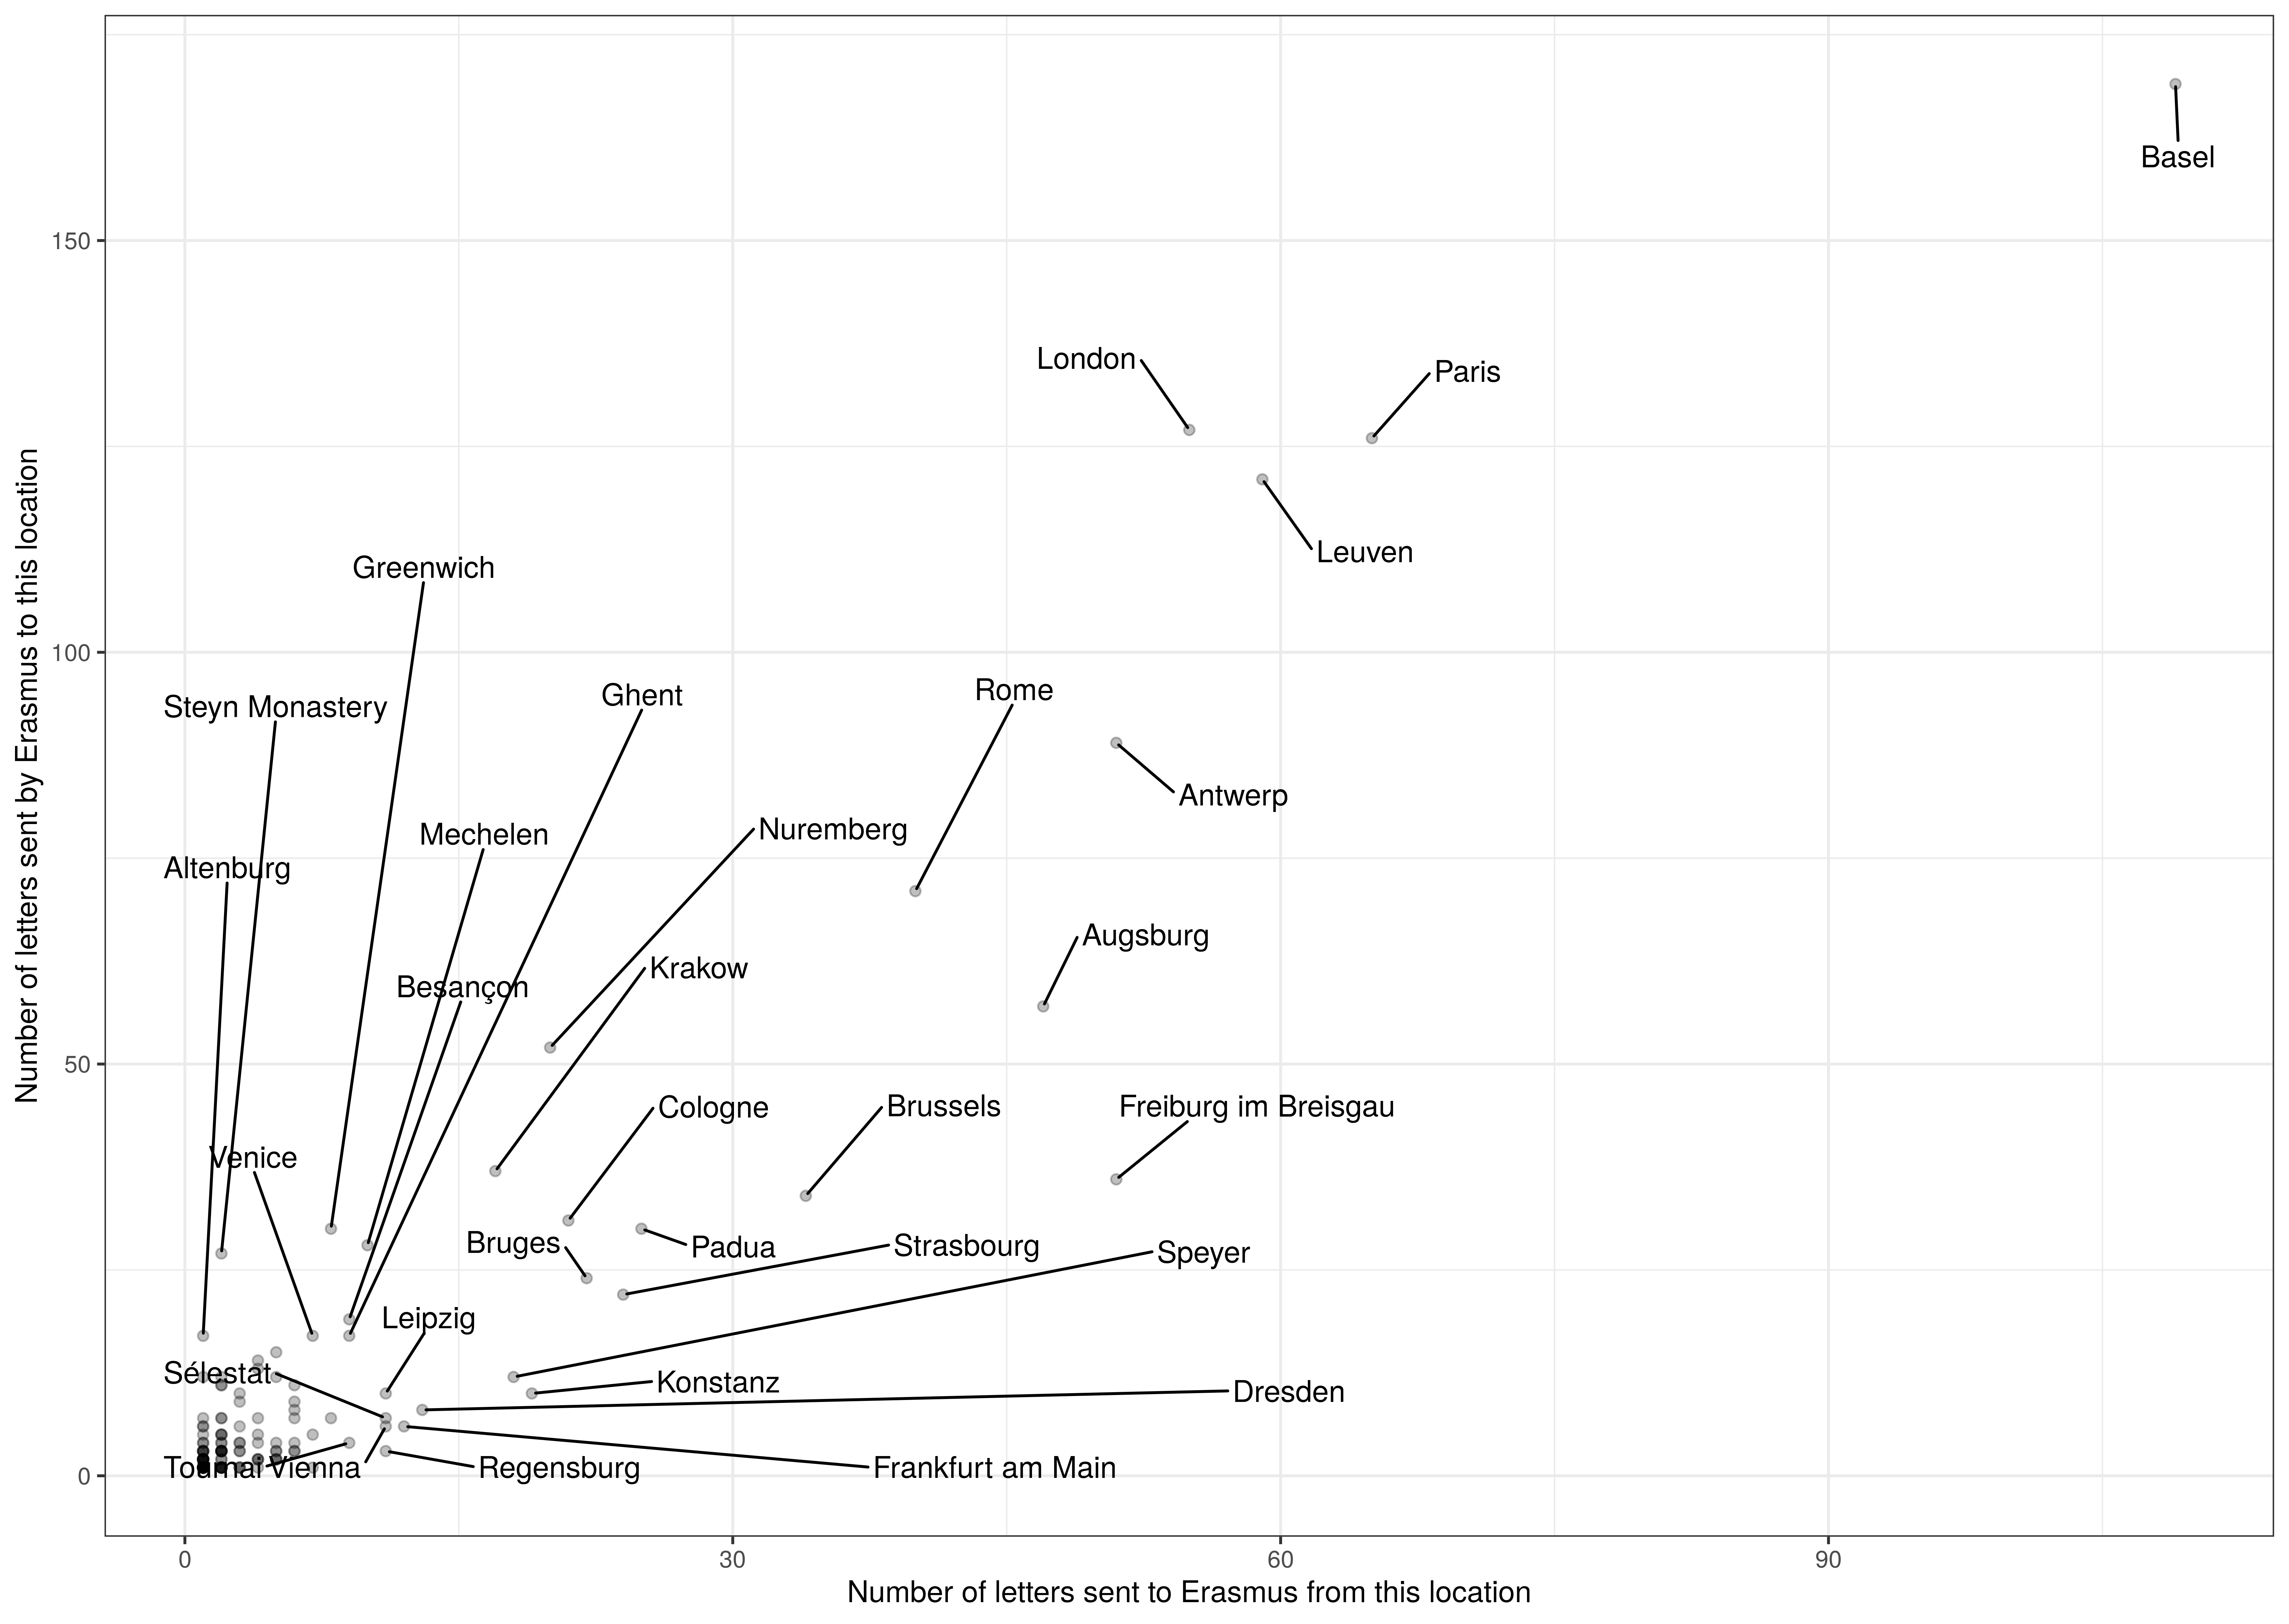 Basel
150
London
Paris
Leuven
Greenwich
100
Rome
Ghent
Steyn Monastery
Antwerp
Nuremberg
Mechelen
Altenburg
Augsburg
Krakow
Besançon
50
Cologne
Brussels
Freiburg im Breisgau
Venice
Bruges
Padua
Strasbourg
Speyer
Leipzig
Sélestat
Konstanz
Dresden
Tournai
Vienna
Regensburg
Frankfurt am Main
0
0
30
60
90
Number of letters sent to Erasmus from this location
Number of letters sent by Erasmus to this location